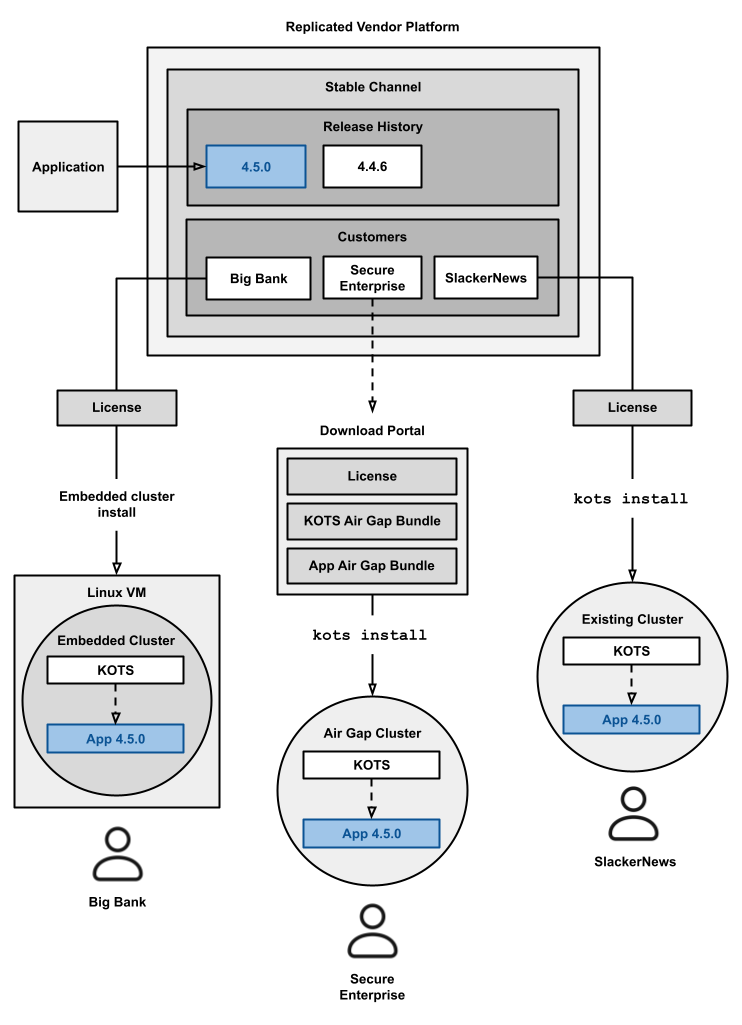 Replicated Vendor Platform
Stable Channel
Release History
Application
4.5.0
4.4.6
Customers
Big Bank
Secure
Enterprise
SlackerNews
License
License
Download Portal
License
KOTS Air Gap Bundle
App Air Gap Bundle
Embedded cluster
install
kots install
kots install
Linux VM
Embedded Cluster
KOTS
App 4.5.0
Existing Cluster
KOTS
App 4.5.0
Air Gap Cluster
KOTS
App 4.5.0
Big Bank
SlackerNews
Secure
Enterprise